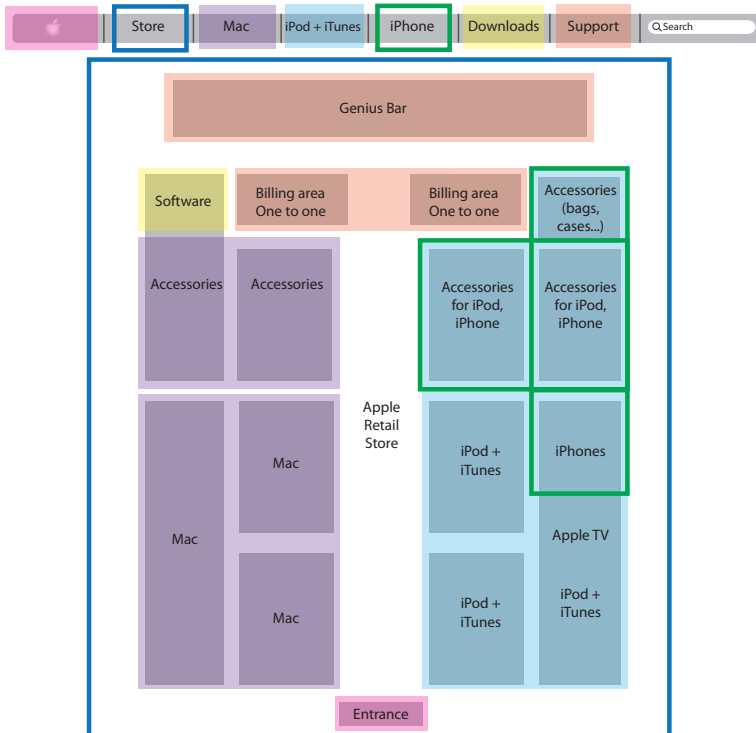 Store
Mac
iPod + iTunes
iPhone
Downloads
Support
Search
Genius Bar
Software
Billing area
One to one
Billing area
One to one
Accessories
(bags,
cases...)
Accessories
Accessories
Accessories
for iPod,
iPhone
Accessories
for iPod,
iPhone
Apple
Retail
Store
Mac
Mac
Mac
iPod +
iTunes
iPhones
Apple TV
iPod +
iTunes
iPod +
iTunes
Entrance